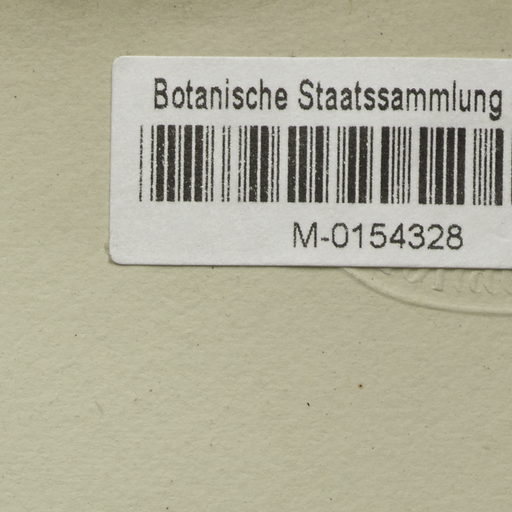 Botanische Staatssammlung
M-0154328